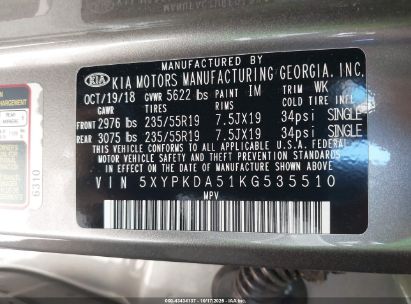 MANUFACTURED BY
KIA KIA MOTORS MANUFACTURING GEORGIA, INC.
OCT/19/18 GVWR 5622 lbs PAINT IM TRIM WK
GAWR TIRES RIMS COLD TIRE INFL.
FRONT 2976 lbs 235/55R19 7.5JX19 34psi SINGLE
REAR 3075 lbs 235/55R19 7.5JX19 34psi SINGLE
THIS VEHICLE CONFORMS TO ALL APPLICABLE
FEDERAL MOTOR VEHICLE SAFETY
STANDARDS IN EFFECT ON THE DATE OF
MANUFACTURE SHOWN ABOVE.
VIN 5XYPKDA51KG535510
MPV
6310